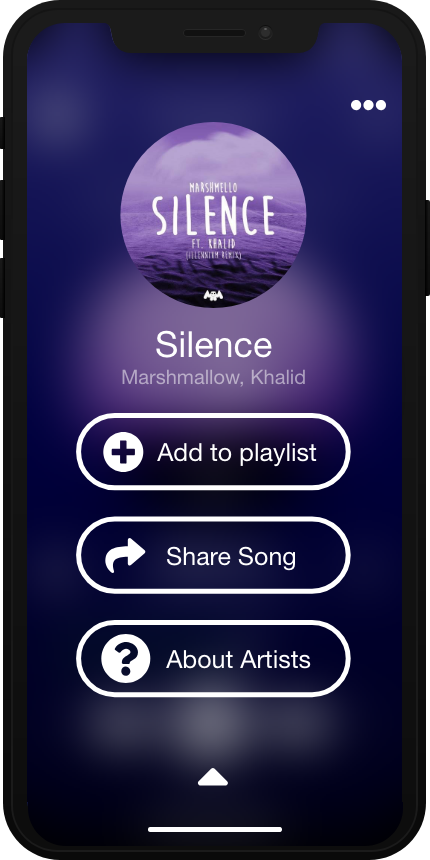 MARSHMELLO
SILENCE
FT. KHALID
(ILLENIUM REMIX)
Silence
Marshmallow, Khalid
Add to playlist
Share Song
About Artists